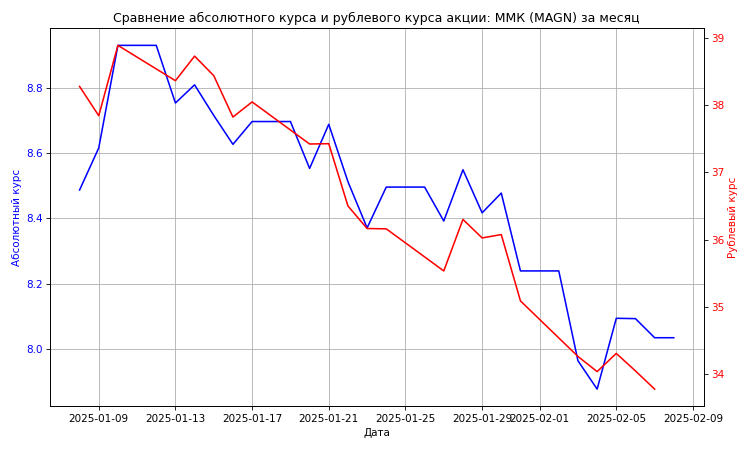 Сравнение абсолютного курса и рублевого курса акции: ММК (MAGN) за месяц
39
8.8
38
8.6
37
Абсолютный курс
Рублевый курс
8.4
36
8.2
35
8.0
34
2025-01-09 2025-01-13 2025-01-17 2025-01-21 2025-01-25 2025-01-29 2025-02-01 2025-02-05 2025-02-09
Дата